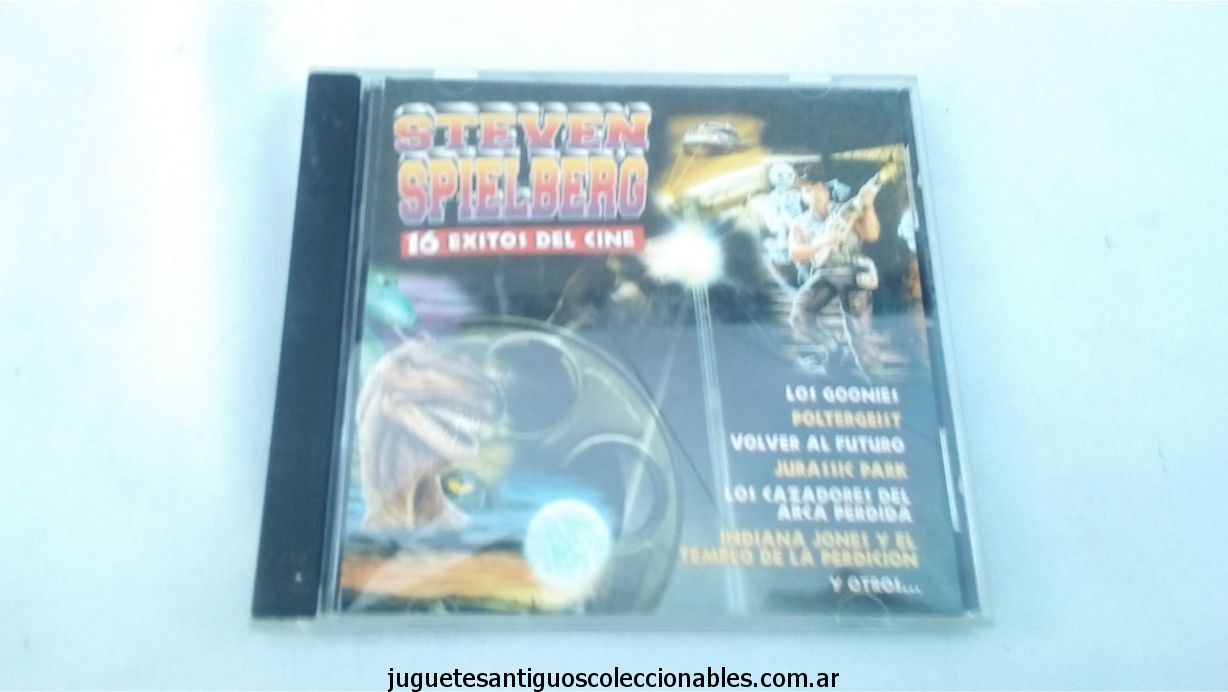 STEVEN
SPIELBERG
16 EXITOS DEL CINE
LOS GOONIES
POLTERGEIST
VOLVER AL FUTURO
JURASSIC PARK
LOS CAZADORES DEL
ARCA PERDIDA
INDIANA JONES Y EL
TEMPLO DE LA PERDICION
Y OTROS...
juguetesantiguoscoleccionables.com.ar